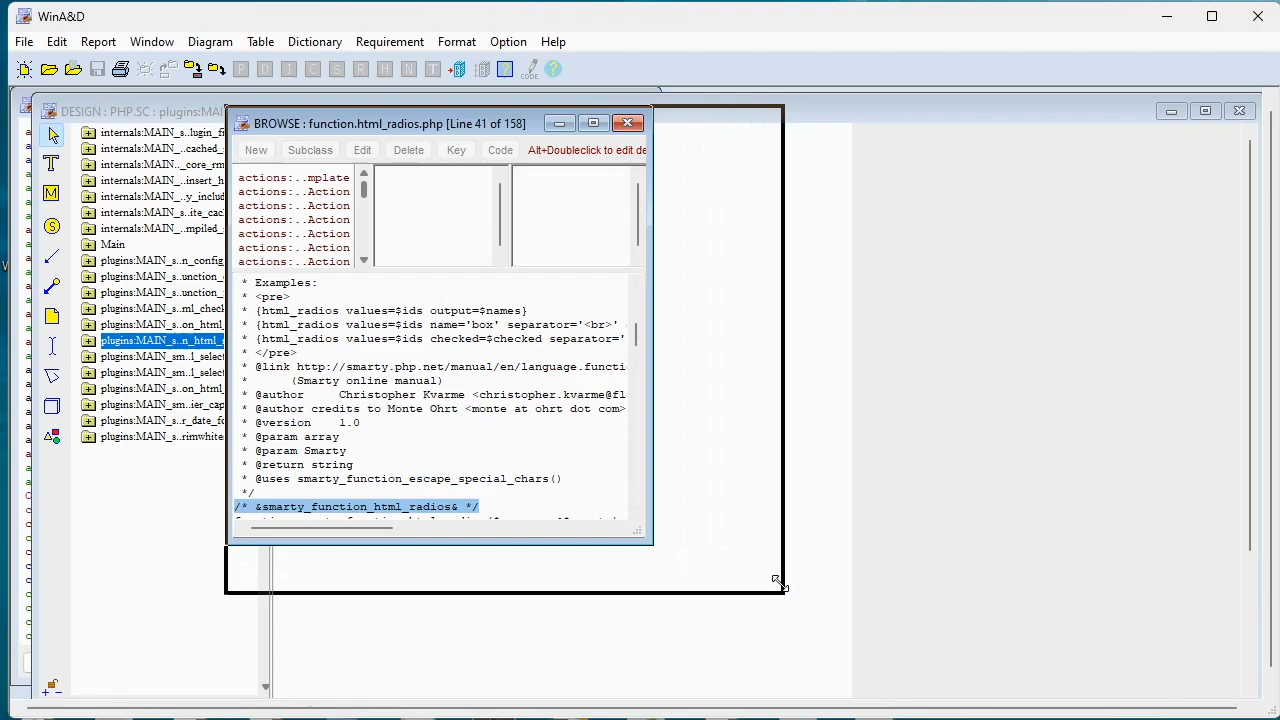 WinA&D
File Edit Report Window Diagram Table Dictionary Requirement Format Option Help
P D I C S R H N T CODE
DESIGN : PHP.SC : plugins:MAI
BROWSE : function.html_radios.php [Line 41 of 158]
New Subclass Edit Delete Key Code Alt+Doubleclick to edit de
internals:MAIN_s..lugin_fi
internals:MAIN_..cached_
internals:MAIN_.._core_rm
internals:MAIN_..insert_h
internals:MAIN_..y_includ
internals:MAIN_s..ite_cac
internals:MAIN_..mpiled_
Main
plugins:MAIN_s..n_config_
plugins:MAIN_s..unction_
plugins:MAIN_s..unction_
plugins:MAIN_s..ml_check
plugins:MAIN_s..on_html_
plugins:MAIN_s..n_html_
plugins:MAIN_sm..l_select
plugins:MAIN_sm..l_select
plugins:MAIN_s..on_html_
plugins:MAIN_sm..ier_cap
plugins:MAIN_s..r_date_fo
plugins:MAIN_s..rimwhite
actions:..mplate
actions:..Action
actions:..Action
actions:..Action
actions:..Action
actions:..Action
actions:..Action
* Examples:
* <pre>
* {html_radios values=$ids output=$names}
* {html_radios values=$ids name='box' separator='<br>'
* {html_radios values=$ids checked=$checked separator='
* </pre>
* @link http://smarty.php.net/manual/en/language.functi
* (Smarty online manual)
* @author Christopher Kvarme <christopher.kvarme@fl
* @author credits to Monte Ohrt <monte at ohrt dot com>
* @version 1.0
* @param array
* @param Smarty
* @return string
* @uses smarty_function_escape_special_chars()
*/
/* &smarty_function_html_radios& */